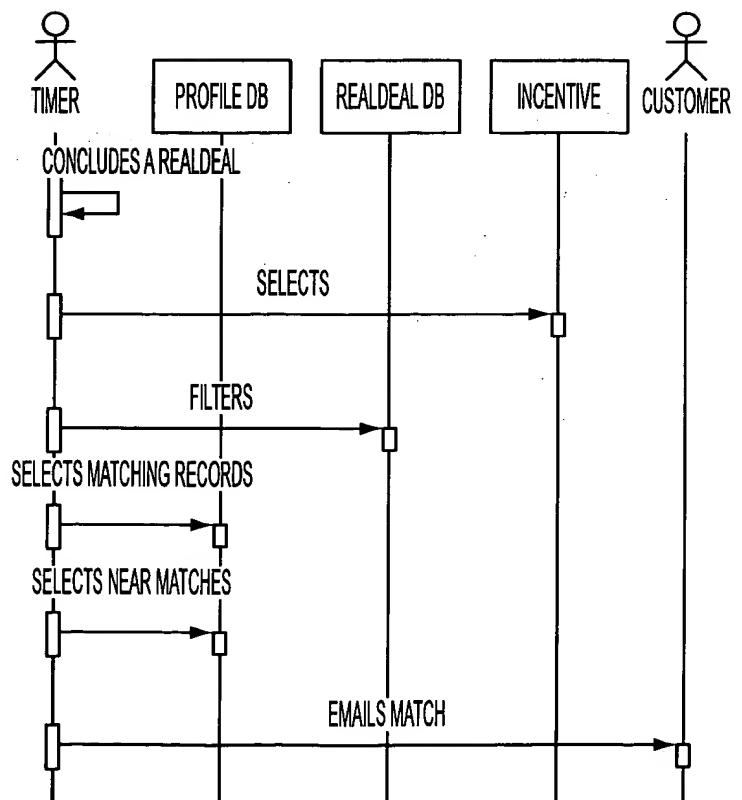 TIMER
PROFILE DB
REALDEAL DB
INCENTIVE
CUSTOMER
CONCLUDES A REALDEAL
SELECTS
FILTERS
SELECTS MATCHING RECORDS
SELECTS NEAR MATCHES
EMAILS MATCH